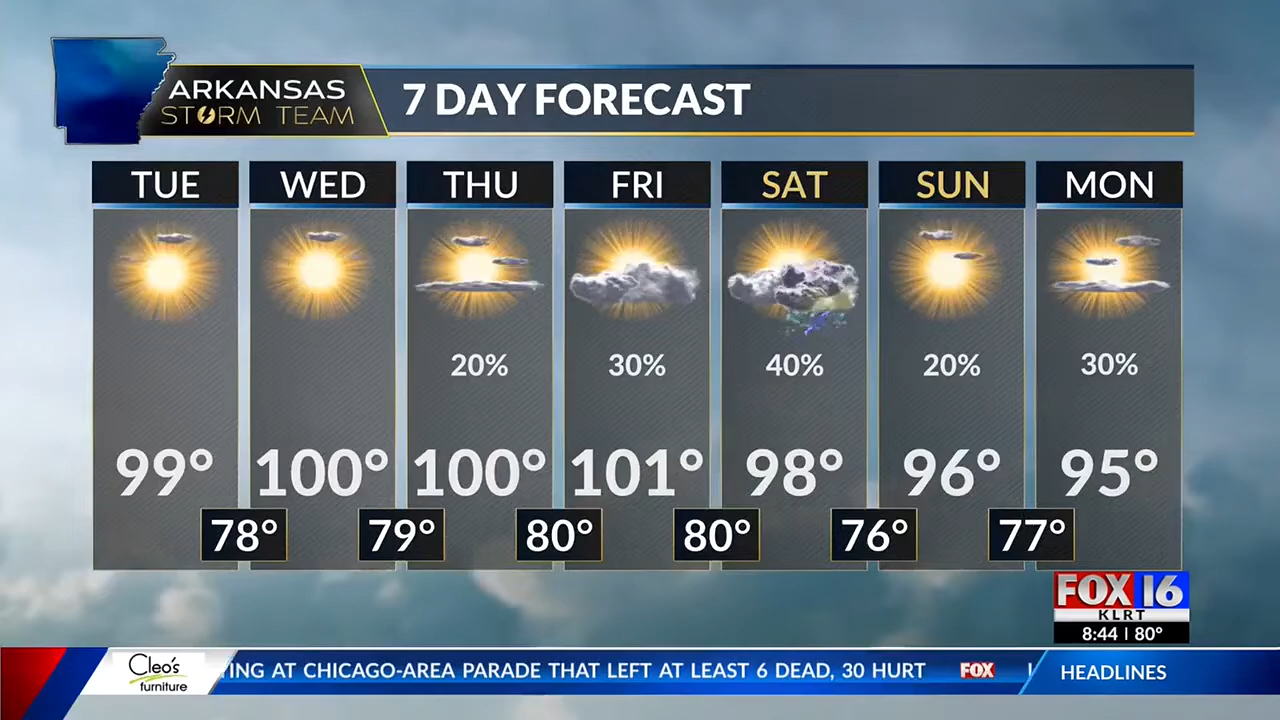 ARKANSAS
STORM TEAM
7 DAY FORECAST
TUE WED THU FRI SAT SUN MON
20% 30% 40% 20% 30%
99° 100° 100° 101° 98° 96° 95°
78° 79° 80° 80° 76° 77°
FOX 16
KLRT
8:44 | 80°
Cleo's
furniture
TING AT CHICAGO-AREA PARADE THAT LEFT AT LEAST 6 DEAD, 30 HURT FOX
HEADLINES